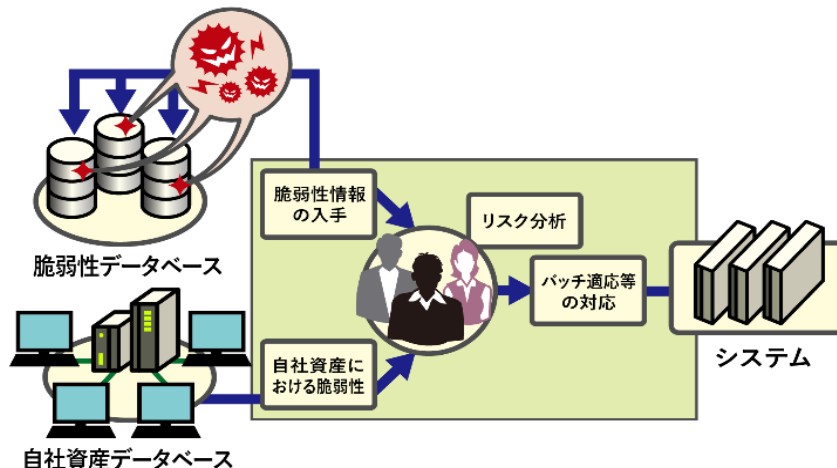 脆弱性情報
の入手
リスク分析
脆弱性データベース
パッチ適応等
の対応
システム
自社資産に
おける脆弱性
自社資産データベース